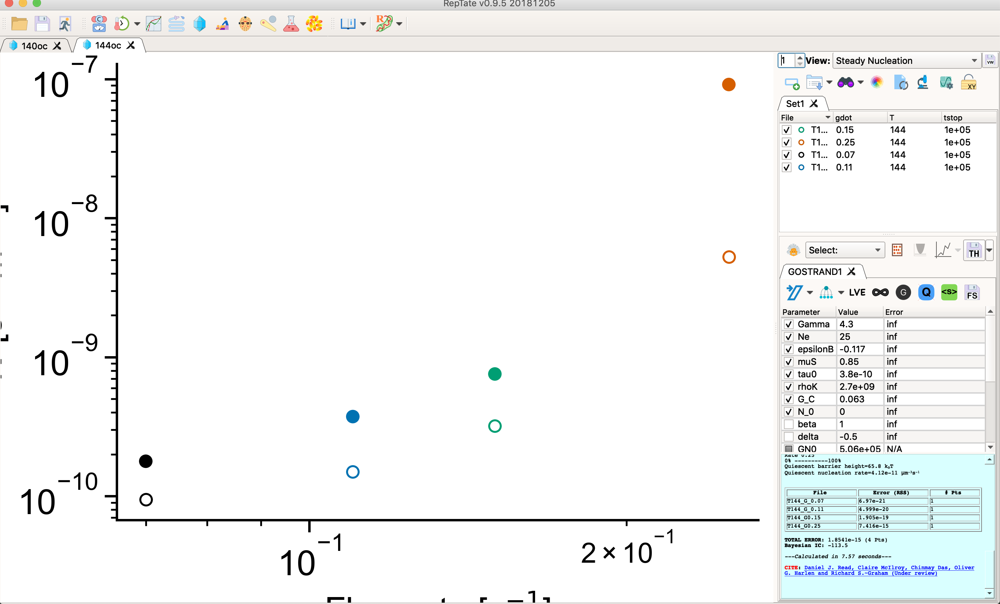 RepTate v0.9.5 20181205
140oc
144oc
1 View: Steady Nucleation
VW
XY
Set1
File gdot T tstop
T1... 0.15 144 1e+05
T1... 0.25 144 1e+05
T1... 0.07 144 1e+05
T1... 0.11 144 1e+05
Select:
TH
GOSTRAND1
LVE G Q <S> FS
Parameter Value Error
Gamma 4.3 inf
Ne 25 inf
epsilonB -0.117 inf
muS 0.85 inf
tau0 3.8e-10 inf
rhoK 2.7e+09 inf
G_C 0.063 inf
N_0 0 inf
beta 1 inf
delta -0.5 inf
GN0 5.06e+05 N/A
Rate 0.25
0% ----------100%
Quiescent barrier height=65.8 kBT
Quiescent nucleation rate=4.12e-11 μm⁻³s⁻¹
File Error (RSS) # Pts
T144_G_0.07 6.97e-21 1
T144_G_0.11 4.999e-20 1
T144_G0.15 1.905e-19 1
T144_G0.25 7.416e-15 1
TOTAL ERROR: 1.8541e-15 (4 Pts)
Bayesian IC: -113.5
---Calculated in 7.57 seconds---
CITE: Daniel J. Read, Claire McIlroy, Chinmay Das, Oliver
G. Harlen and Richard S.~Graham (Under review)
10⁻⁷
10⁻⁸
10⁻⁹
10⁻¹⁰
10⁻¹
2 × 10⁻¹